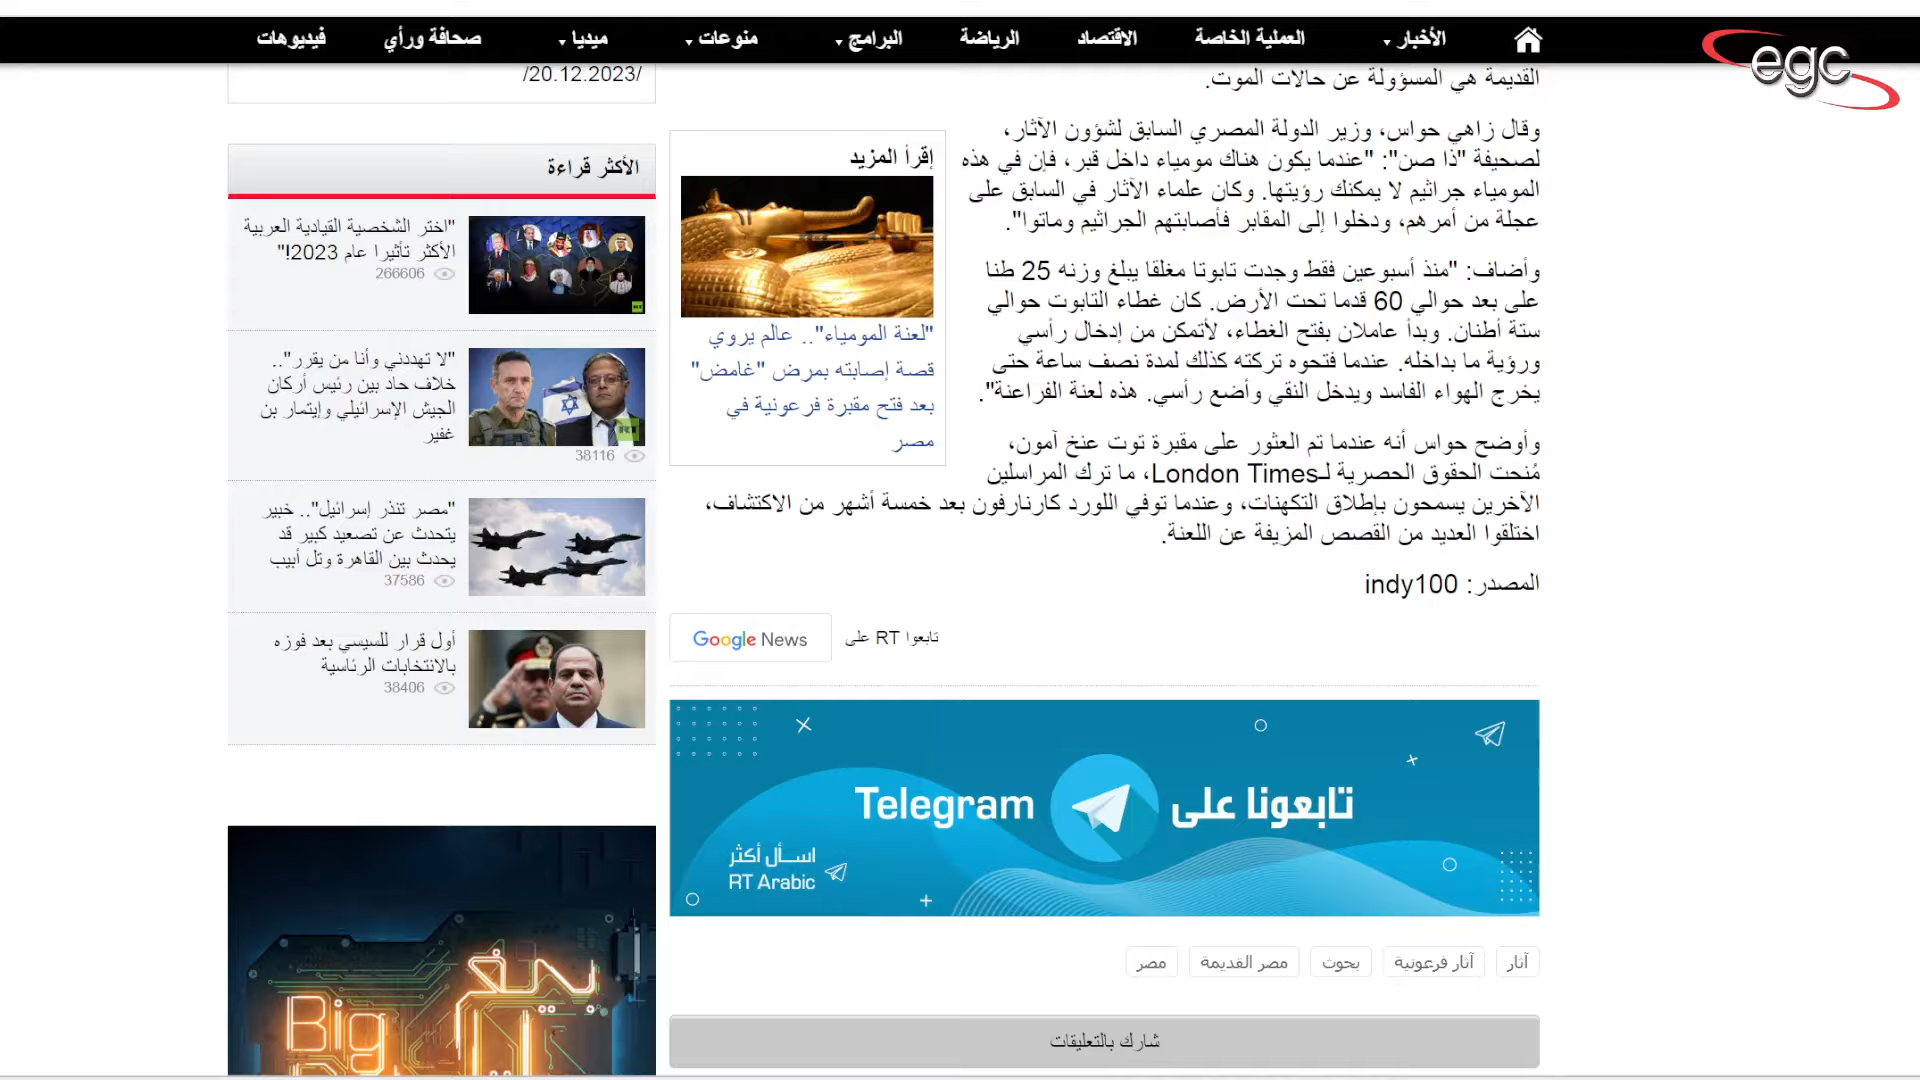 الأخبار
العملية الخاصة
الاقتصاد
الرياضة
البرامج
منوعات
ميديا
صحافة ورأي
فيديوهات
egc
القديمة هي المسؤولة عن حالات الموت.
وقال زاهي حواس، وزير الدولة المصري السابق لشؤون الآثار،
لصحيفة "ذا صن": "عندما يكون هناك مومياء داخل قبر، فإن في هذه
المومياء جراثيم لا يمكنك رؤيتها. وكان علماء الآثار في السابق على
عجلة من أمرهم، ودخلوا إلى المقابر فأصابتهم الجراثيم وماتوا".
وأضاف: "منذ أسبوعين فقط وجدت تابوتا مغلقا يبلغ وزنه 25 طنا
على بعد حوالي 60 قدما تحت الأرض. كان غطاء التابوت حوالي
ستة أطنان. وبدأ عاملان بفتح الغطاء، لأتمكن من إدخال رأسي
ورؤية ما بداخله. عندما فتحوه تركته كذلك لمدة نصف ساعة حتى
يخرج الهواء الفاسد ويدخل النقي وأضع رأسي. هذه لعنة الفراعنة".
وأوضح حواس أنه عندما تم العثور على مقبرة توت عنخ آمون،
مُنحت الحقوق الحصرية لـLondon Times، ما ترك المراسلين
الآخرين يسمحون بإطلاق التكهنات، وعندما توفي اللورد كارنارفون بعد خمسة أشهر من الاكتشاف،
اختلقوا العديد من القصص المزيفة عن اللعنة.
المصدر: indy100
إقرأ المزيد
"لعنة المومياء".. عالم يروي
قصة إصابته بمرض "غامض"
بعد فتح مقبرة فرعونية في
مصر
تابعوا RT على
Google News
تابعونا على Telegram
اسأل أكثر
RT Arabic
آثار
آثار فرعونية
بحوث
مصر القديمة
مصر
شارك بالتعليقات
/20.12.2023/
الأكثر قراءة
"اختر الشخصية القيادية العربية
الأكثر تأثيرا عام 2023!"
266606
"لا تهددني وأنا من يقرر"..
خلاف حاد بين رئيس أركان
الجيش الإسرائيلي وإيتمار بن
غفير
38116
RT
"مصر تنذر إسرائيل".. خبير
يتحدث عن تصعيد كبير قد
يحدث بين القاهرة وتل أبيب
37586
أول قرار للسيسي بعد فوزه
بالانتخابات الرئاسية
38406
Big